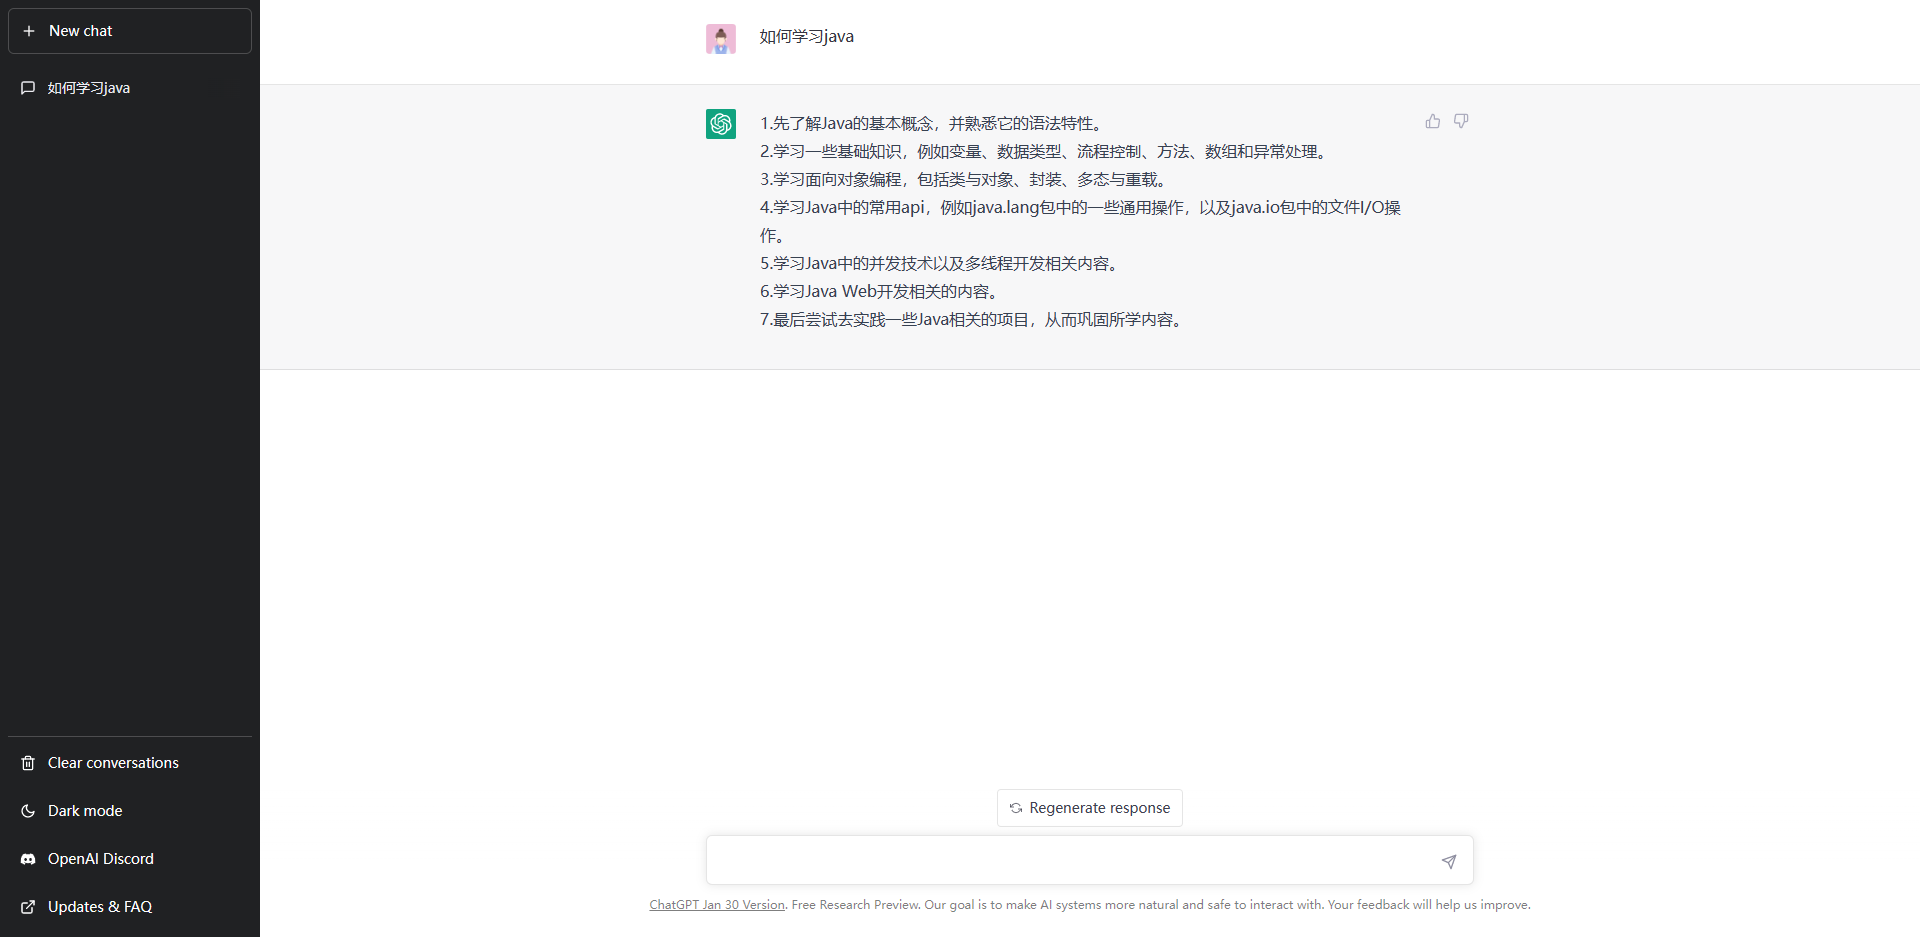 New chat
如何学习java
Clear conversations
Dark mode
OpenAI Discord
Updates & FAQ
如何学习java
1.先了解Java的基本概念，并熟悉它的语法特性。
2.学习一些基础知识，例如变量、数据类型、流程控制、方法、数组和异常处理。
3.学习面向对象编程，包括类与对象、封装、多态与重载。
4.学习Java中的常用api，例如java.lang包中的一些通用操作，以及java.io包中的文件I/O操
作。
5.学习Java中的并发技术以及多线程开发相关内容。
6.学习Java Web开发相关的内容。
7.最后尝试去实践一些Java相关的项目，从而巩固所学内容。
Regenerate response
ChatGPT Jan 30 Version. Free Research Preview. Our goal is to make AI systems more natural and safe to interact with. Your feedback will help us improve.